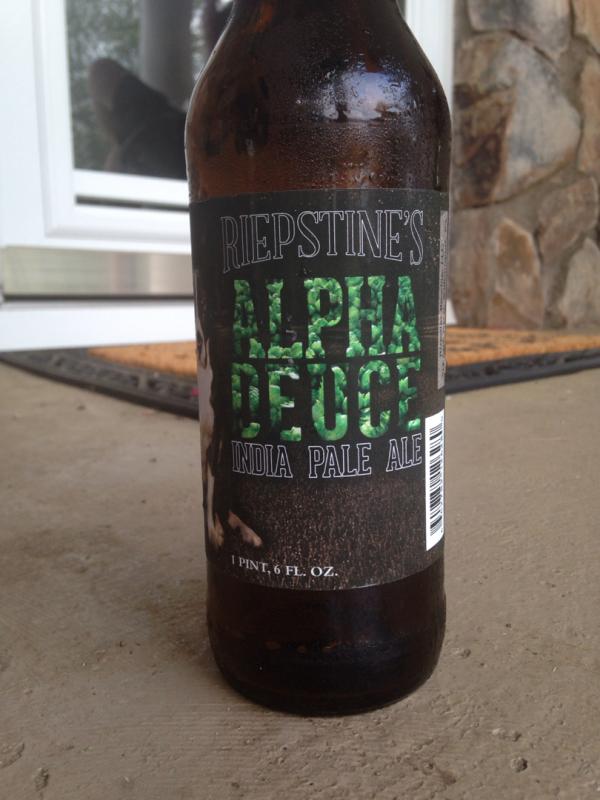 RIEPSTINE'S
ALPHA
DEUCE
INDIA PALE ALE
1 PINT, 6 FL. OZ.